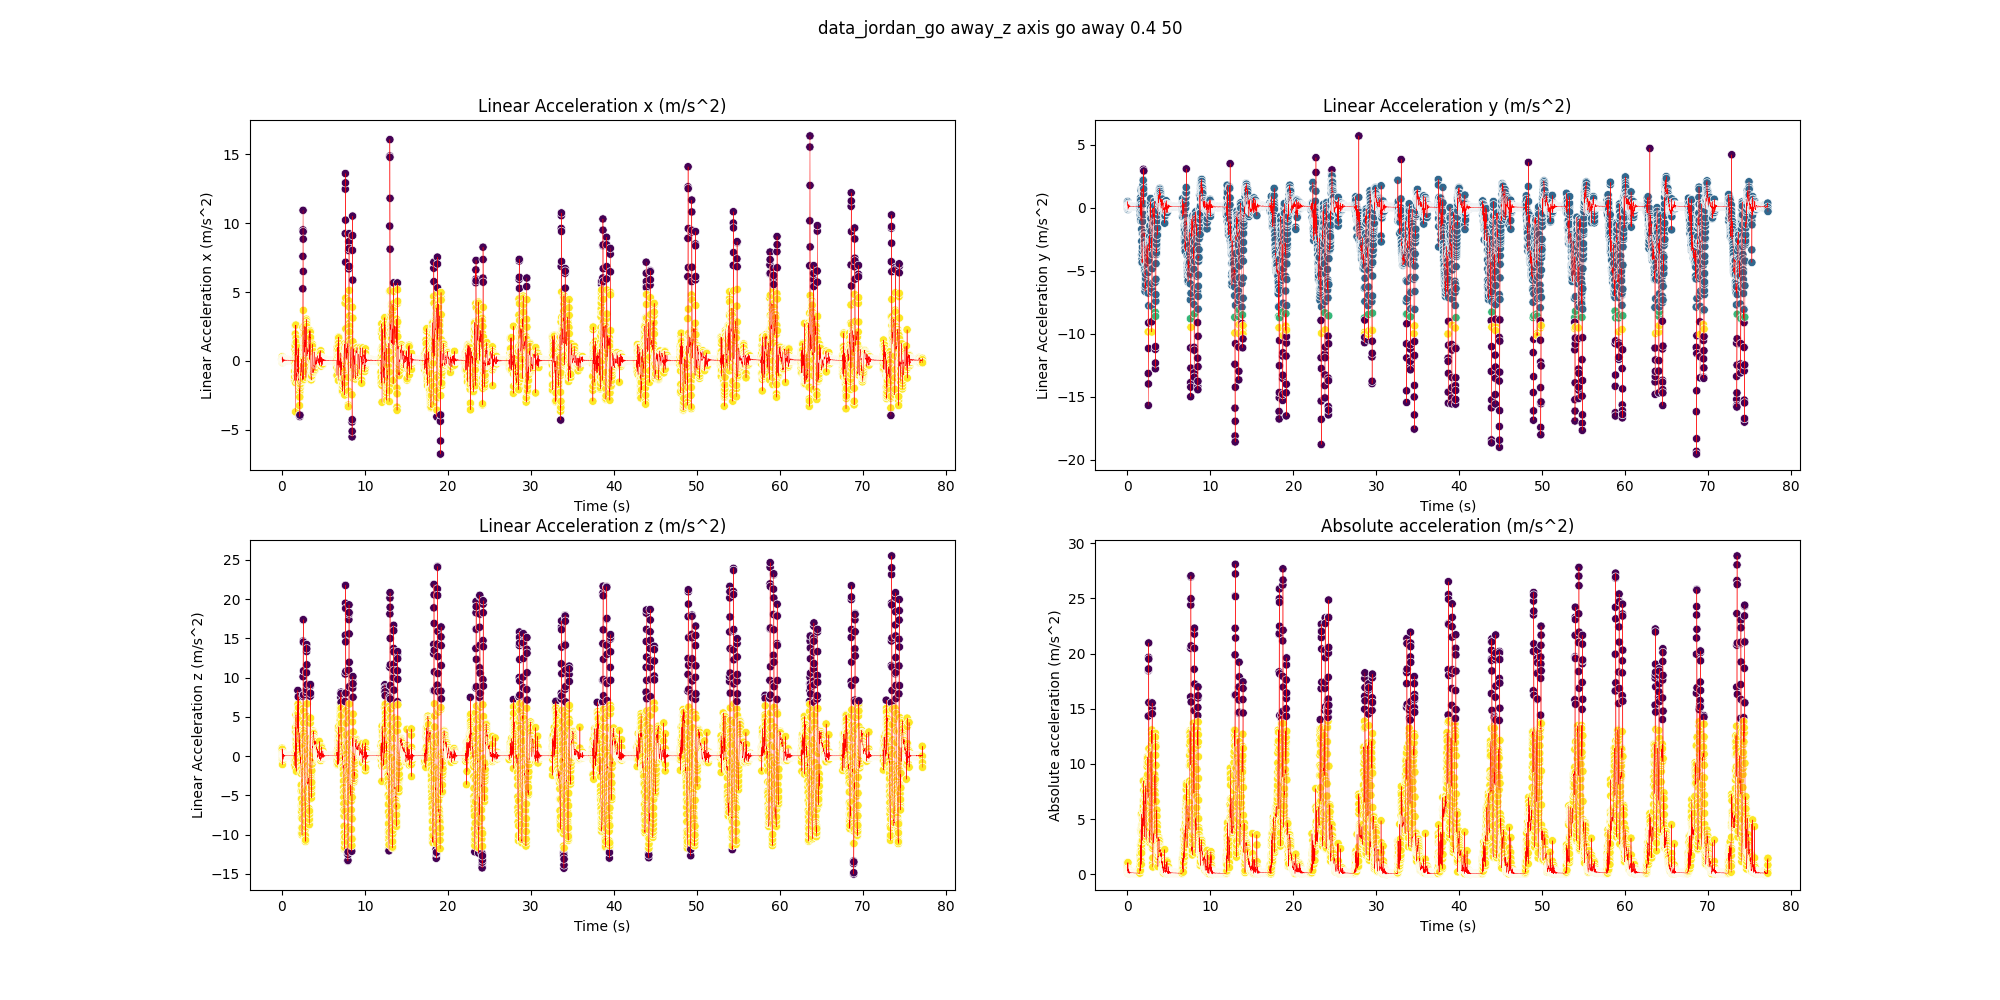 data_jordan_go away_z axis go away 0.4 50
Linear Acceleration x (m/s^2)
Linear Acceleration x (m/s^2)
15
10
5
0
−5
0 10 20 30 40 50 60 70 80
Time (s)
Linear Acceleration y (m/s^2)
Linear Acceleration y (m/s^2)
5
0
−5
−10
−15
−20
0 10 20 30 40 50 60 70 80
Time (s)
Linear Acceleration z (m/s^2)
Linear Acceleration z (m/s^2)
25
20
15
10
5
0
−5
−10
−15
0 10 20 30 40 50 60 70 80
Time (s)
Absolute acceleration (m/s^2)
Absolute acceleration (m/s^2)
30
25
20
15
10
5
0
0 10 20 30 40 50 60 70 80
Time (s)